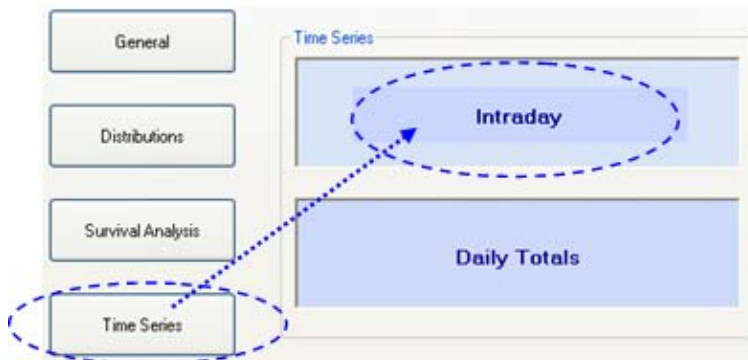 General
Distributions
Survival Analysis
Time Series
Time Series
Intraday
Daily Totals